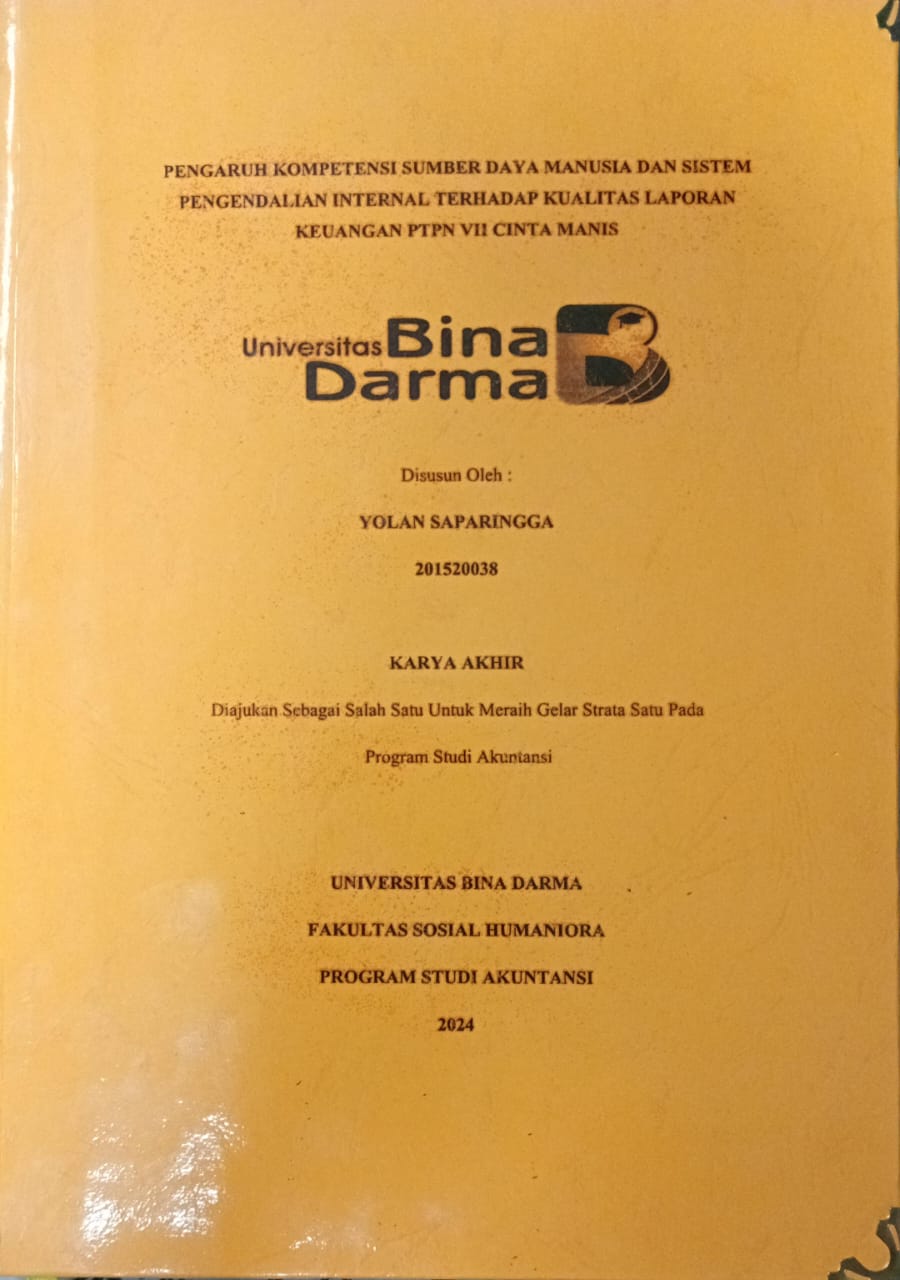 PENGARUH KOMPETENSI SUMBER DAYA MANUSIA DAN SISTEM
PENGENDALIAN INTERNAL TERHADAP KUALITAS LAPORAN
KEUANGAN PTPN VII CINTA MANIS
Universitas Bina
Darma
Disusun Oleh :
YOLAN SAPARINGGA
201520038
KARYA AKHIR
Diajukan Sebagai Salah Satu Untuk Meraih Gelar Strata Satu Pada
Program Studi Akuntansi
UNIVERSITAS BINA DARMA
FAKULTAS SOSIAL HUMANIORA
PROGRAM STUDI AKUNTANSI
2024